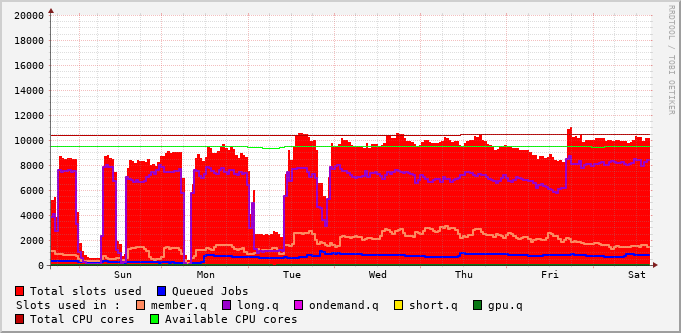 RRDTOOL / TOBI OETIKER
20000
18000
16000
14000
12000
10000
8000
6000
4000
2000
0
Sun Mon Tue Wed Thu Fri Sat
Total slots used Queued Jobs
Slots used in : member.q long.q ondemand.q short.q gpu.q
Total CPU cores Available CPU cores